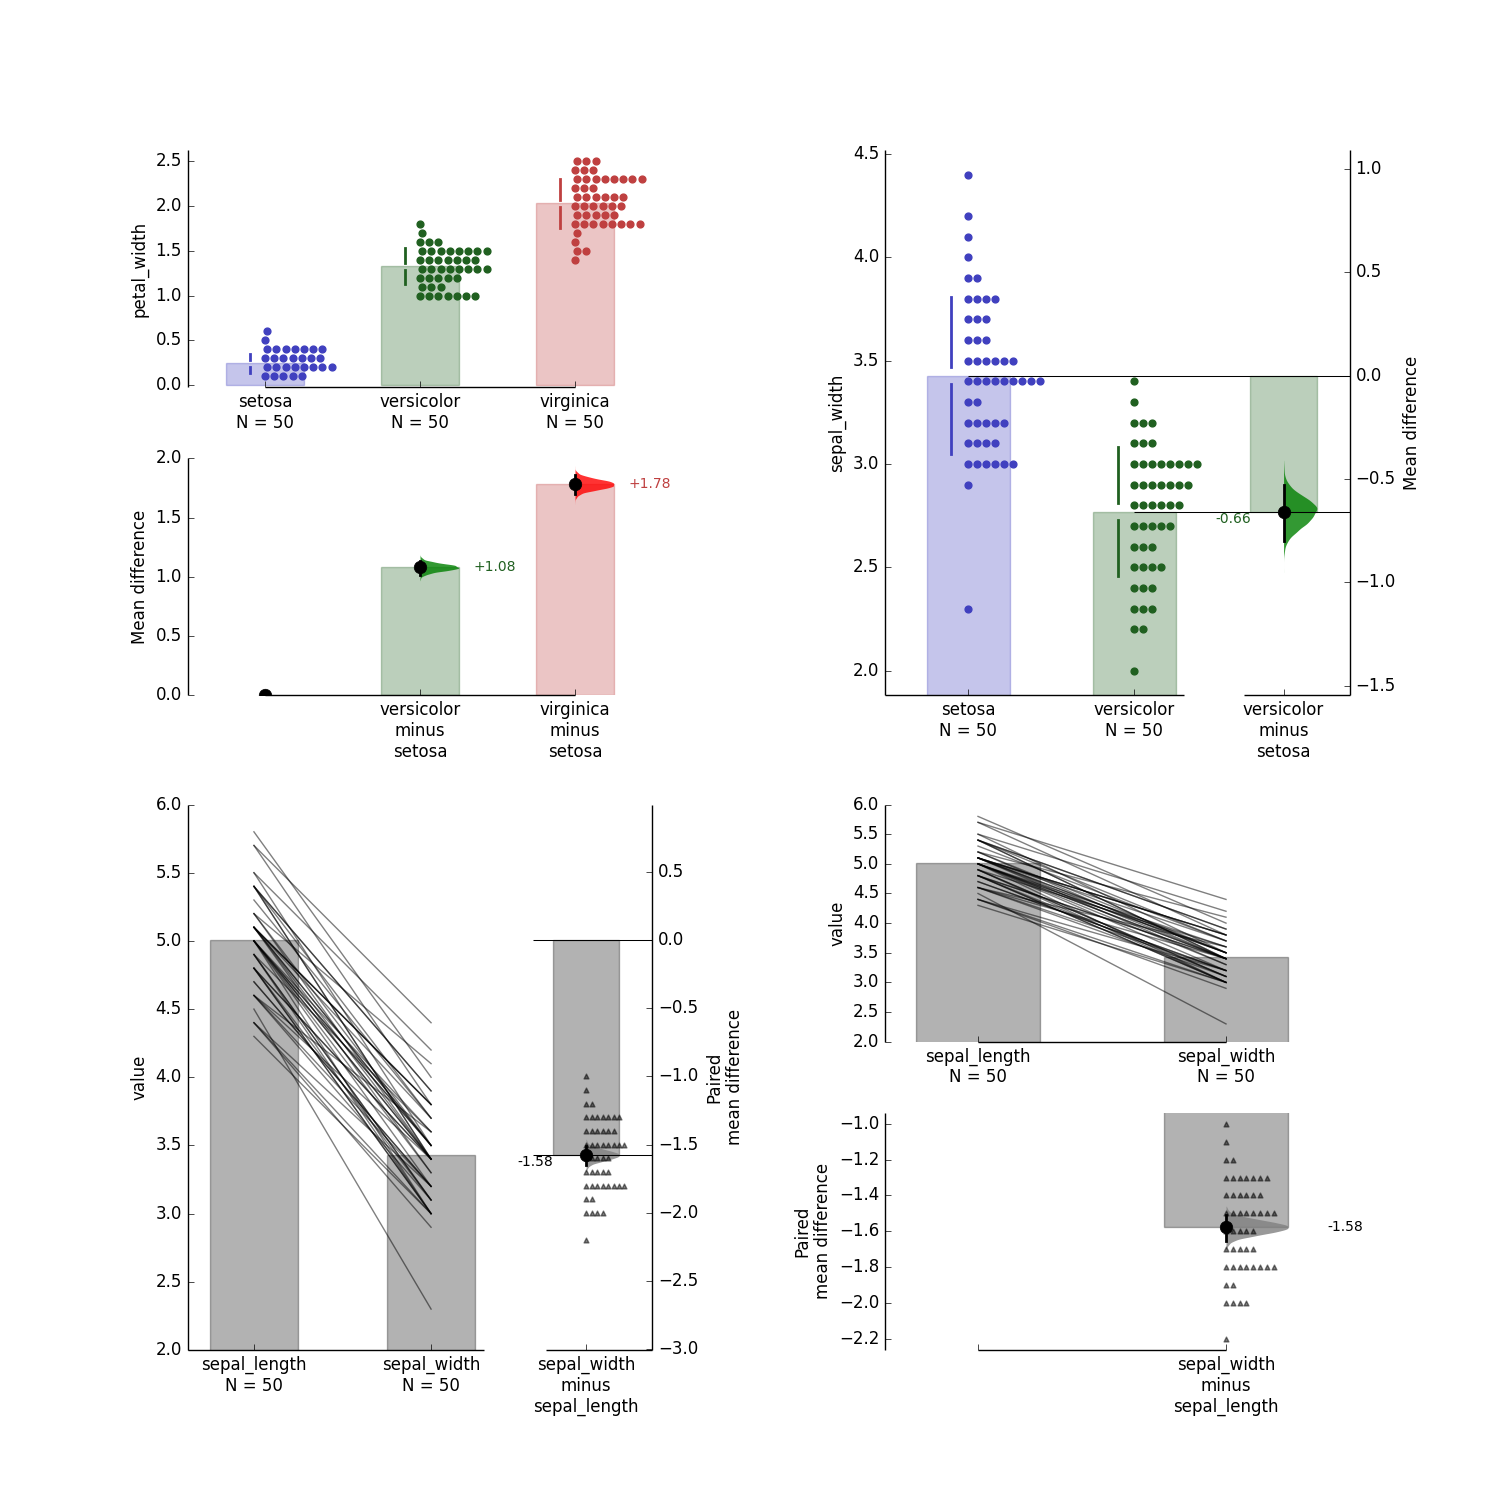 petal_width
2.5
2.0
1.5
1.0
0.5
0.0
setosa
N = 50
versicolor
N = 50
virginica
N = 50
Mean difference
2.0
1.5
1.0
0.5
0.0
+1.08
+1.78
versicolor
minus
setosa
virginica
minus
setosa
sepal_width
4.5
4.0
3.5
3.0
2.5
2.0
setosa
N = 50
versicolor
N = 50
-0.66
1.0
0.5
0.0
−0.5
−1.0
−1.5
Mean difference
versicolor
minus
setosa
value
6.0
5.5
5.0
4.5
4.0
3.5
3.0
2.5
2.0
sepal_length
N = 50
sepal_width
N = 50
-1.58
0.5
0.0
−0.5
−1.0
−1.5
−2.0
−2.5
−3.0
Paired
mean difference
sepal_width
minus
sepal_length
value
6.0
5.5
5.0
4.5
4.0
3.5
3.0
2.5
2.0
sepal_length
N = 50
sepal_width
N = 50
Paired
mean difference
−1.0
−1.2
−1.4
−1.6
−1.8
−2.0
−2.2
-1.58
sepal_width
minus
sepal_length